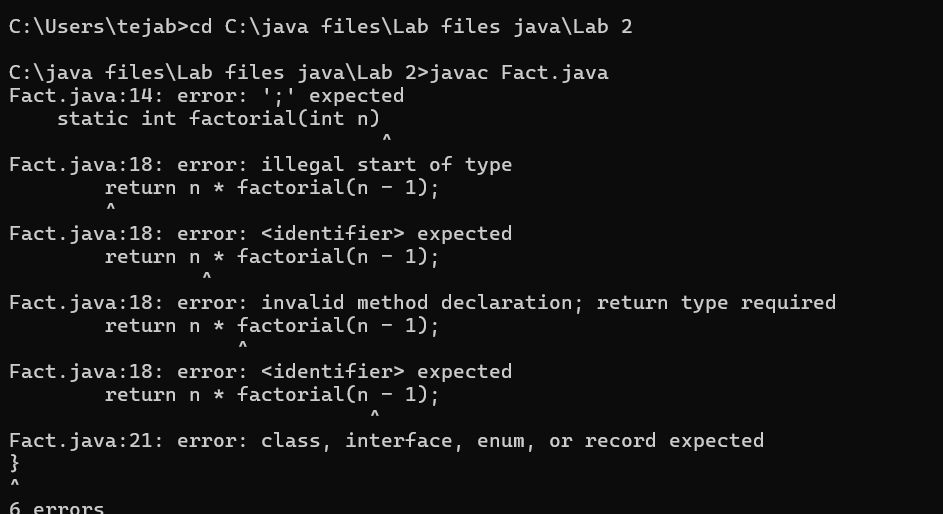 C:\Users\tejab>cd C:\java files\Lab files java\Lab 2
C:\java files\Lab files java\Lab 2>javac Fact.java
Fact.java:14: error: ';' expected
    static int factorial(int n)
                               ^
Fact.java:18: error: illegal start of type
        return n * factorial(n - 1);
        ^
Fact.java:18: error: <identifier> expected
        return n * factorial(n - 1);
                ^
Fact.java:18: error: invalid method declaration; return type required
        return n * factorial(n - 1);
                   ^
Fact.java:18: error: <identifier> expected
        return n * factorial(n - 1);
                              ^
Fact.java:21: error: class, interface, enum, or record expected
}
^
6 errors